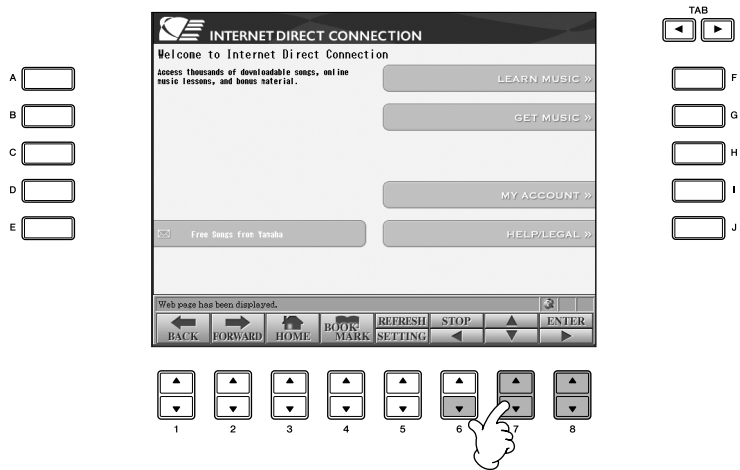 TAB
INTERNET DIRECT CONNECTION
Welcome to Internet Direct Connection
Access thousands of downloadable songs, online
music lessons, and bonus material.
LEARN MUSIC »
GET MUSIC »
MY ACCOUNT »
Free Songs from Yamaha
HELP/LEGAL »
A
B
C
D
E
F
G
H
I
J
Web page has been displayed.
BACK FORWARD HOME BOOK-MARK REFRESH SETTING STOP ENTER
1 2 3 4 5 6 7 8